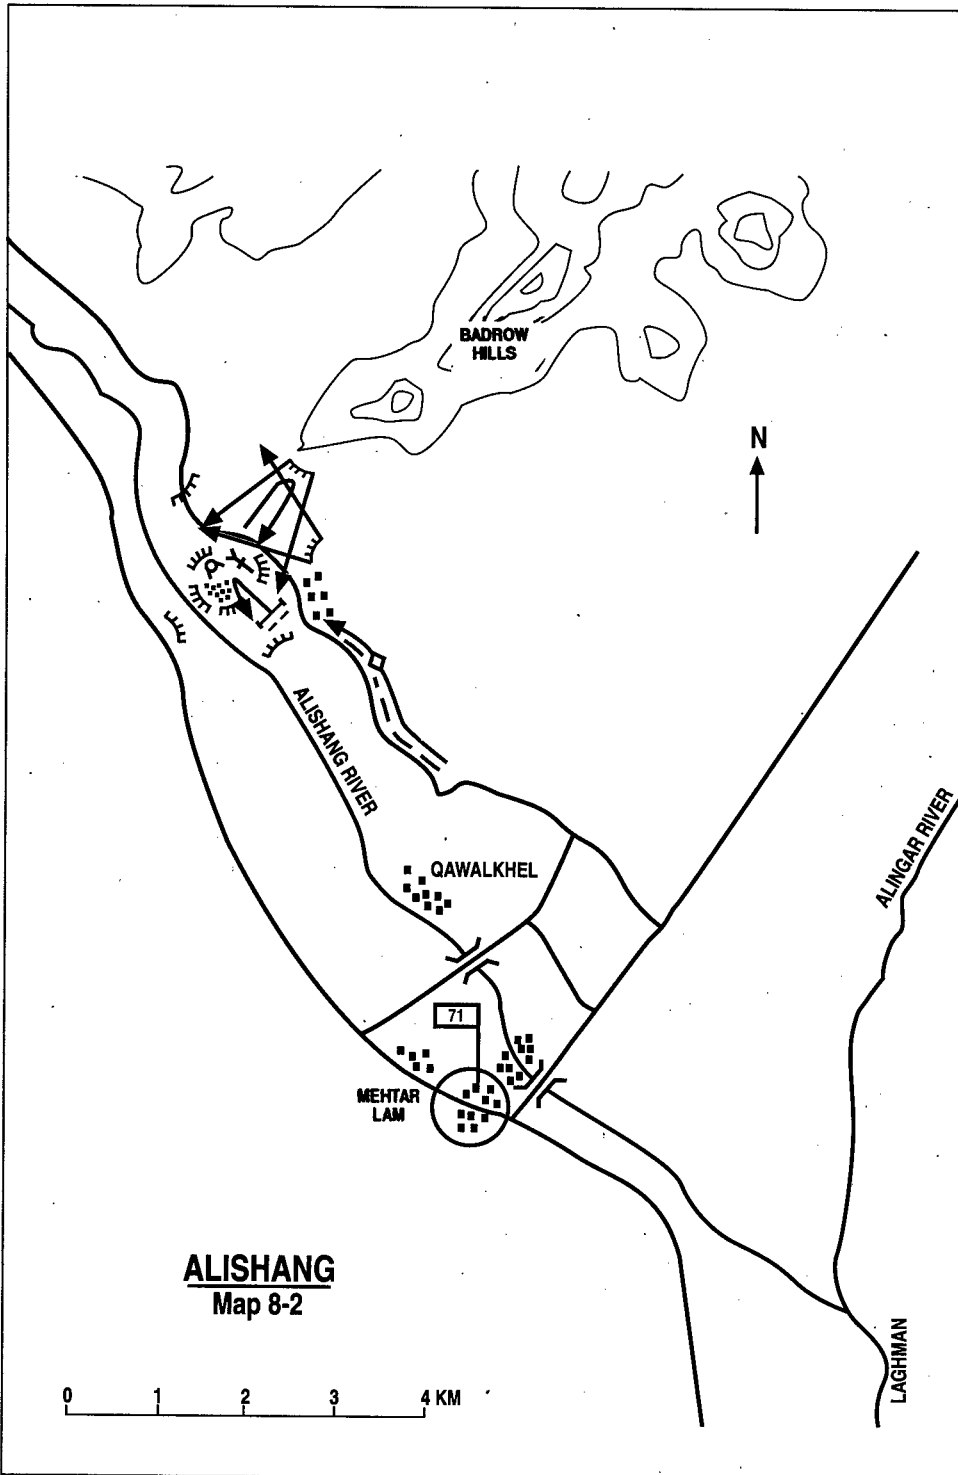 BADROW
HILLS
N
ALISHANG RIVER
QAWALKHEL
ALINGAR RIVER
71
MEHTAR
LAM
ALISHANG
Map 8-2
LAGHMAN
0 1 2 3 4 KM